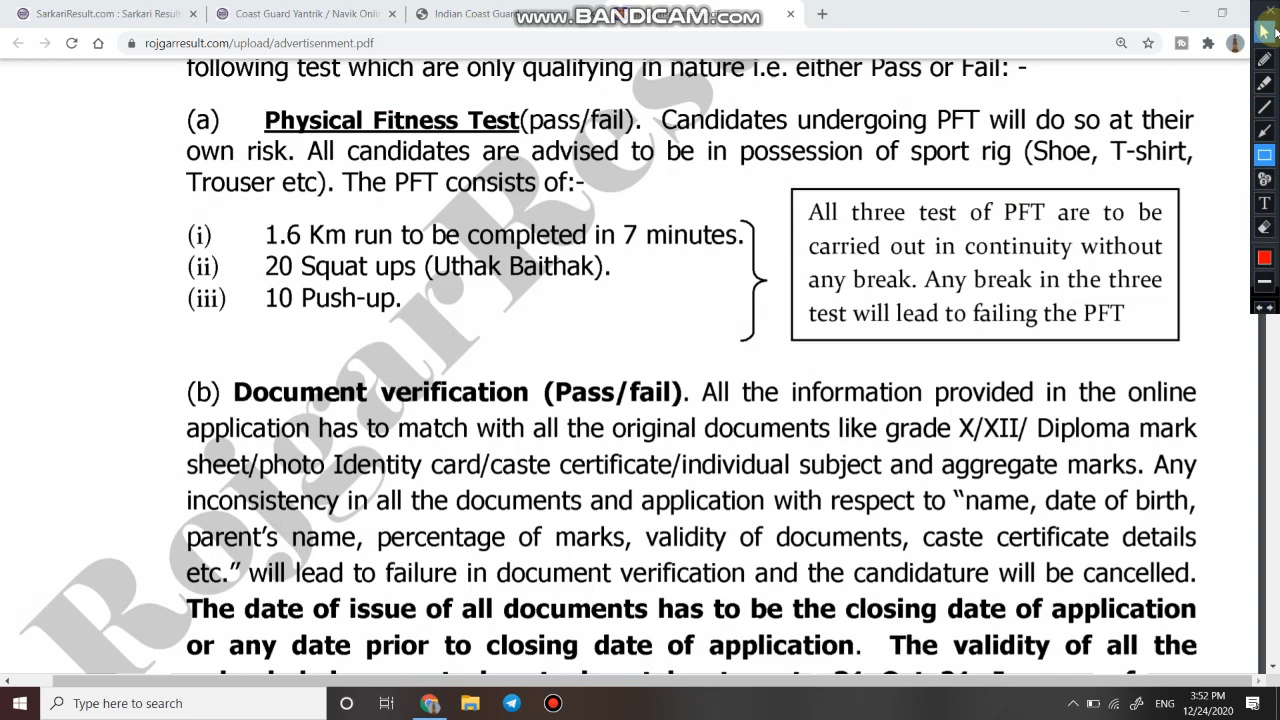 SarkariResult.com : Sarkari Resu
Coast Guard Yantrik / Navik Onli
Indian Coast Guar
www.BANDICAM.com
rojgarresult.com/upload/advertisenment.pdf
following test which are only qualifying in nature i.e. either Pass or Fail: -
(a) Physical Fitness Test(pass/fail). Candidates undergoing PFT will do so at their
own risk. All candidates are advised to be in possession of sport rig (Shoe, T-shirt,
Trouser etc). The PFT consists of:-
(i) 1.6 Km run to be completed in 7 minutes.
(ii) 20 Squat ups (Uthak Baithak).
(iii) 10 Push-up.
All three test of PFT are to be
carried out in continuity without
any break. Any break in the three
test will lead to failing the PFT
(b) Document verification (Pass/fail). All the information provided in the online
application has to match with all the original documents like grade X/XII/ Diploma mark
sheet/photo Identity card/caste certificate/individual subject and aggregate marks. Any
inconsistency in all the documents and application with respect to “name, date of birth,
parent’s name, percentage of marks, validity of documents, caste certificate details
etc.” will lead to failure in document verification and the candidature will be cancelled.
The date of issue of all documents has to be the closing date of application
or any date prior to closing date of application. The validity of all the
RojgarRes
Type here to search
ENG
3:52 PM
12/24/2020